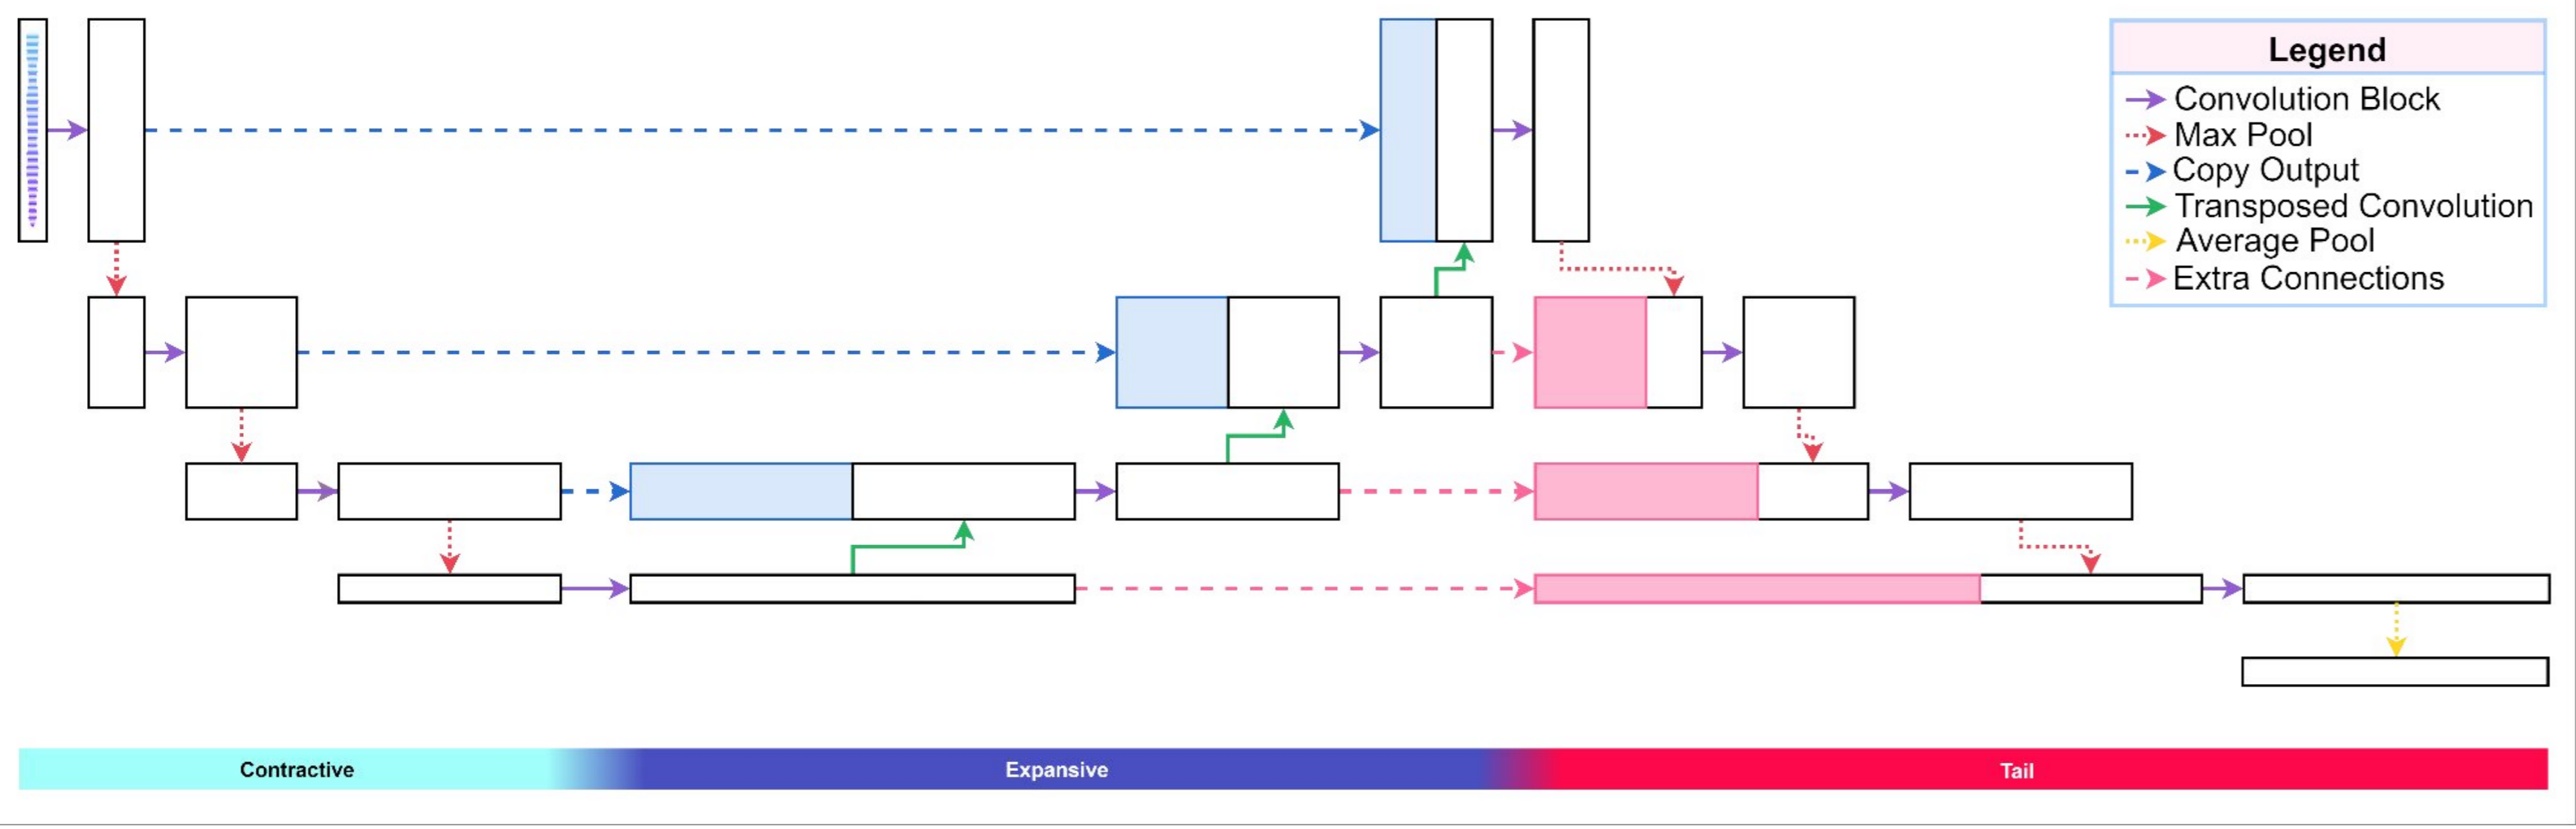 Legend
Convolution Block
Max Pool
Copy Output
Transposed Convolution
Average Pool
Extra Connections
Contractive
Expansive
Tail